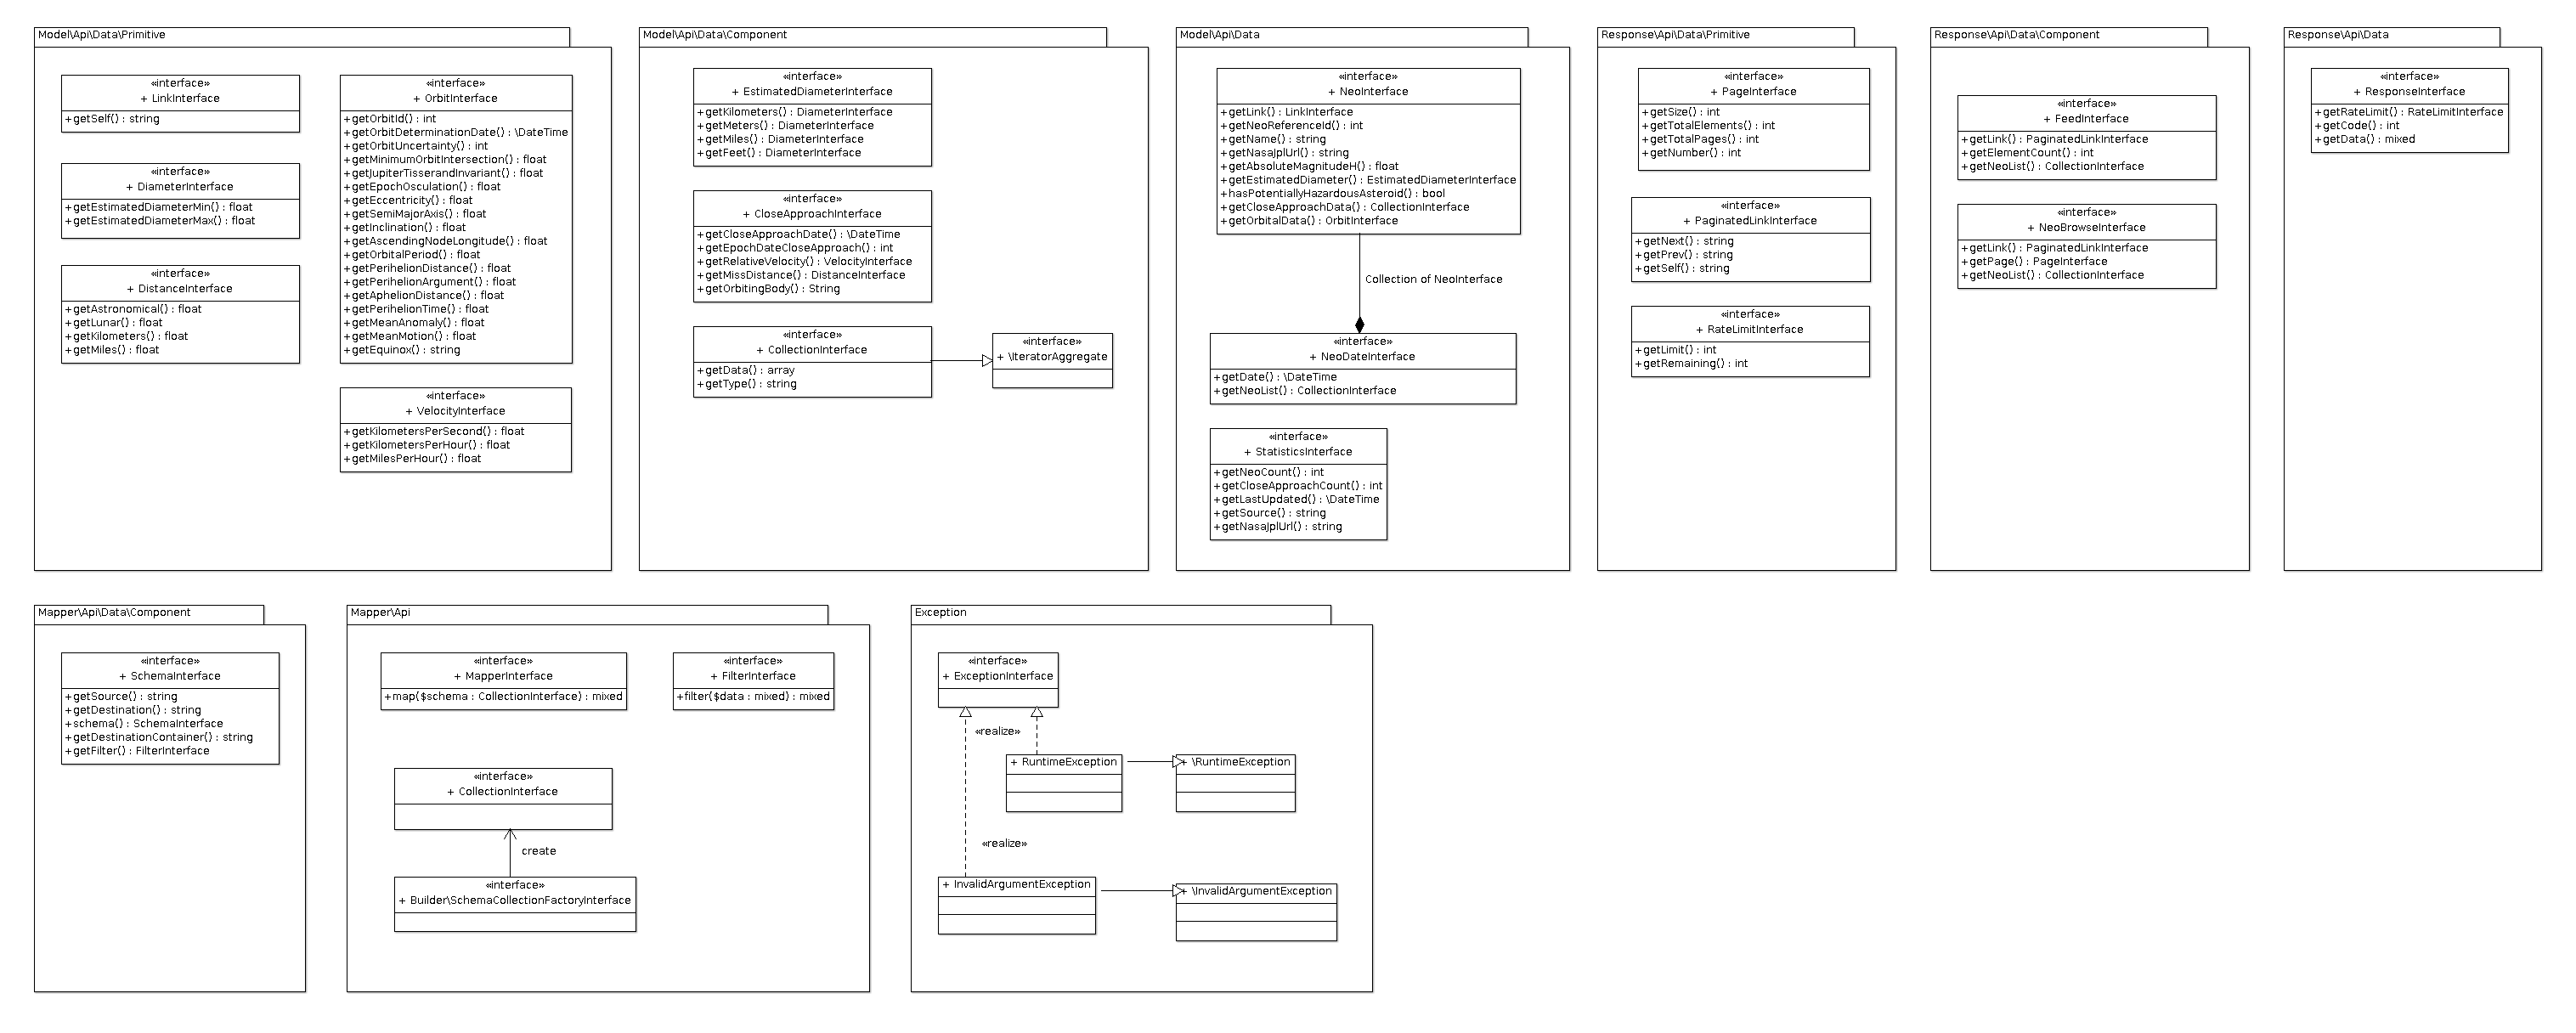 Model\Api\Data\Primitive
«interface»
+ LinkInterface
+getSelf() : string
«interface»
+ DiameterInterface
+getEstimatedDiameterMin() : float
+getEstimatedDiameterMax() : float
«interface»
+ DistanceInterface
+getAstronomical() : float
+getLunar() : float
+getKilometers() : float
+getMiles() : float
«interface»
+ OrbitInterface
+getOrbitId() : int
+getOrbitDeterminationDate() : \DateTime
+getOrbitUncertainty() : int
+getMinimumOrbitIntersection() : float
+getJupiterTisserandInvariant() : float
+getEpochOsculation() : float
+getEccentricity() : float
+getSemiMajorAxis() : float
+getInclination() : float
+getAscendingNodeLongitude() : float
+getOrbitalPeriod() : float
+getPerihelionDistance() : float
+getPerihelionArgument() : float
+getAphelionDistance() : float
+getPerihelionTime() : float
+getMeanAnomaly() : float
+getMeanMotion() : float
+getEquinox() : string
«interface»
+ VelocityInterface
+getKilometersPerSecond() : float
+getKilometersPerHour() : float
+getMilesPerHour() : float
Model\Api\Data\Component
«interface»
+ EstimatedDiameterInterface
+getKilometers() : DiameterInterface
+getMeters() : DiameterInterface
+getMiles() : DiameterInterface
+getFeet() : DiameterInterface
«interface»
+ CloseApproachInterface
+getCloseApproachDate() : \DateTime
+getEpochDateCloseApproach() : int
+getRelativeVelocity() : VelocityInterface
+getMissDistance() : DistanceInterface
+getOrbitingBody() : String
«interface»
+ CollectionInterface
+getData() : array
+getType() : string
«interface»
+ \IteratorAggregate
Model\Api\Data
«interface»
+ NeoInterface
+getLink() : LinkInterface
+getNeoReferenceId() : int
+getName() : string
+getNasaJplUrl() : string
+getAbsoluteMagnitudeH() : float
+getEstimatedDiameter() : EstimatedDiameterInterface
+hasPotentiallyHazardousAsteroid() : bool
+getCloseApproachData() : CollectionInterface
+getOrbitalData() : OrbitInterface
Collection of NeoInterface
«interface»
+ NeoDateInterface
+getDate() : \DateTime
+getNeoList() : CollectionInterface
«interface»
+ StatisticsInterface
+getNeoCount() : int
+getCloseApproachCount() : int
+getLastUpdated() : \DateTime
+getSource() : string
+getNasaJplUrl() : string
Response\Api\Data\Primitive
«interface»
+ PageInterface
+getSize() : int
+getTotalElements() : int
+getTotalPages() : int
+getNumber() : int
«interface»
+ PaginatedLinkInterface
+getNext() : string
+getPrev() : string
+getSelf() : string
«interface»
+ RateLimitInterface
+getLimit() : int
+getRemaining() : int
Response\Api\Data\Component
«interface»
+ FeedInterface
+getLink() : PaginatedLinkInterface
+getElementCount() : int
+getNeoList() : CollectionInterface
«interface»
+ NeoBrowseInterface
+getLink() : PaginatedLinkInterface
+getPage() : PageInterface
+getNeoList() : CollectionInterface
Response\Api\Data
«interface»
+ ResponseInterface
+getRateLimit() : RateLimitInterface
+getCode() : int
+getData() : mixed
Mapper\Api\Data\Component
«interface»
+ SchemaInterface
+getSource() : string
+getDestination() : string
+schema() : SchemaInterface
+getDestinationContainer() : string
+getFilter() : FilterInterface
Mapper\Api
«interface»
+ MapperInterface
+map($schema : CollectionInterface) : mixed
«interface»
+ FilterInterface
+filter($data : mixed) : mixed
«interface»
+ CollectionInterface
create
«interface»
+ Builder\SchemaCollectionFactoryInterface
Exception
«interface»
+ ExceptionInterface
«realize»
+ RuntimeException
+ \RuntimeException
«realize»
+ InvalidArgumentException
+ \InvalidArgumentException